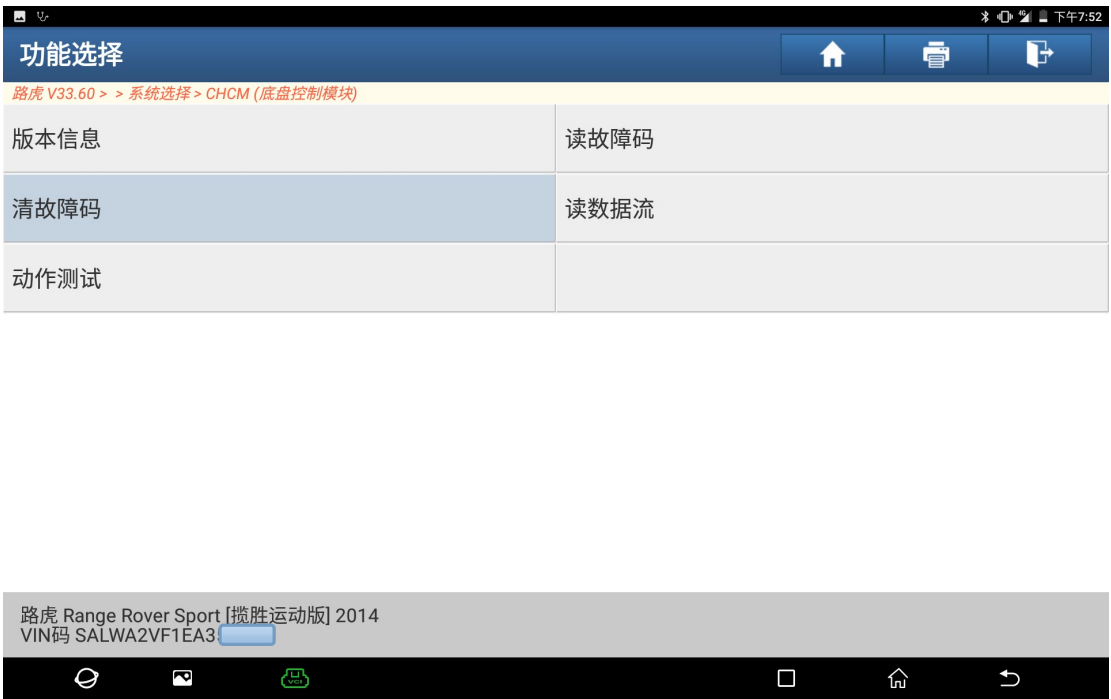 下午7:52
功能选择
路虎 V33.60 > > 系统选择 > CHCM (底盘控制模块)
版本信息
读故障码
清故障码
读数据流
动作测试
路虎 Range Rover Sport [揽胜运动版] 2014
VIN码 SALWA2VF1EA3
VCI